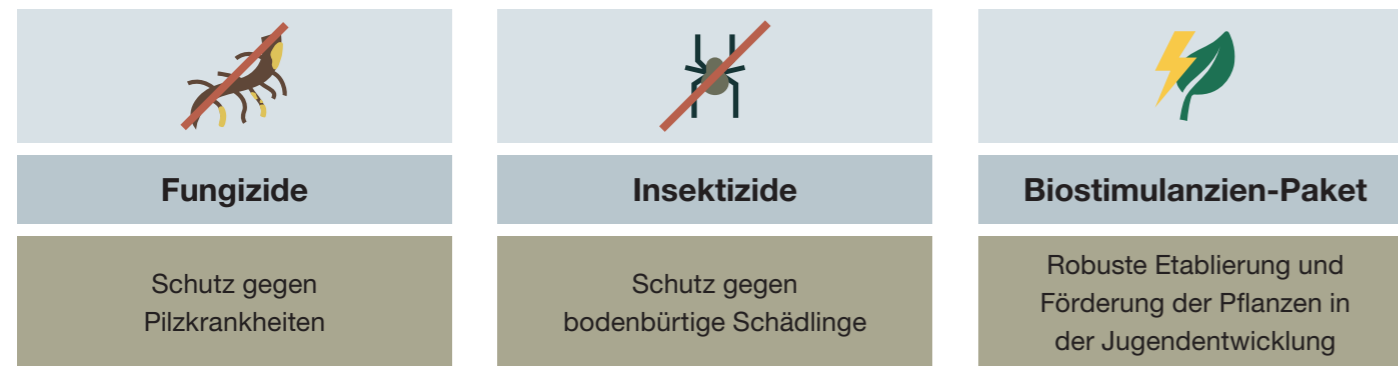 Fungizide
Insektizide
Biostimulanzien-Paket
Schutz gegen
Pilzkrankheiten
Schutz gegen
bodenbürtige Schädlinge
Robuste Etablierung und
Förderung der Pflanzen in
der Jugendentwicklung